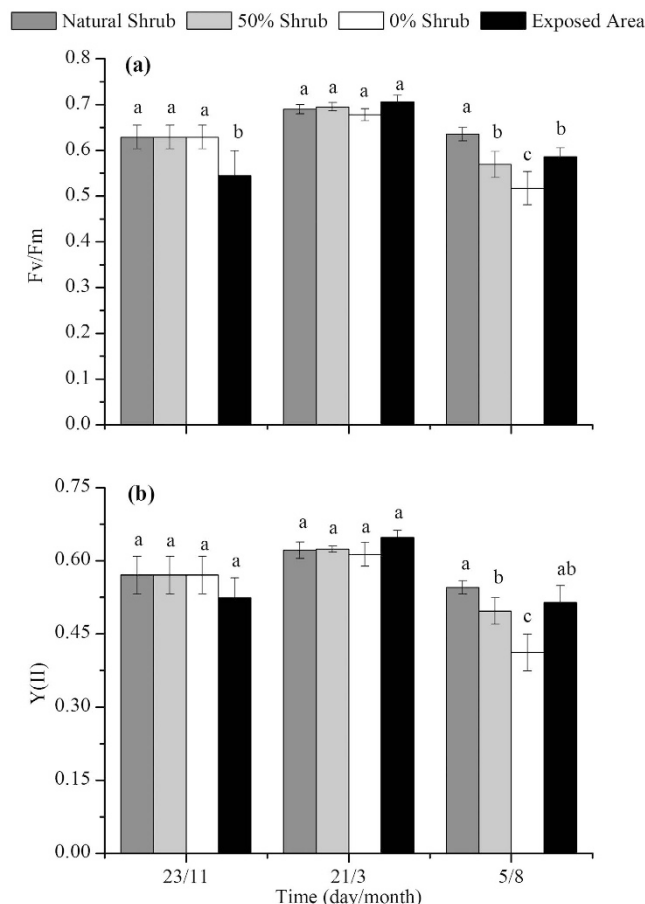 Natural Shrub 50% Shrub 0% Shrub Exposed Area
(a)
0.8
0.7
0.6
0.5
0.4
0.3
0.2
0.1
0.0
Fv/Fm
a a a b
a a a a
a b c b
(b)
0.75
0.60
0.45
0.30
0.15
0.00
Y(II)
a a a a
a a a a
a b c ab
23/11 21/3 5/8
Time (day/month)